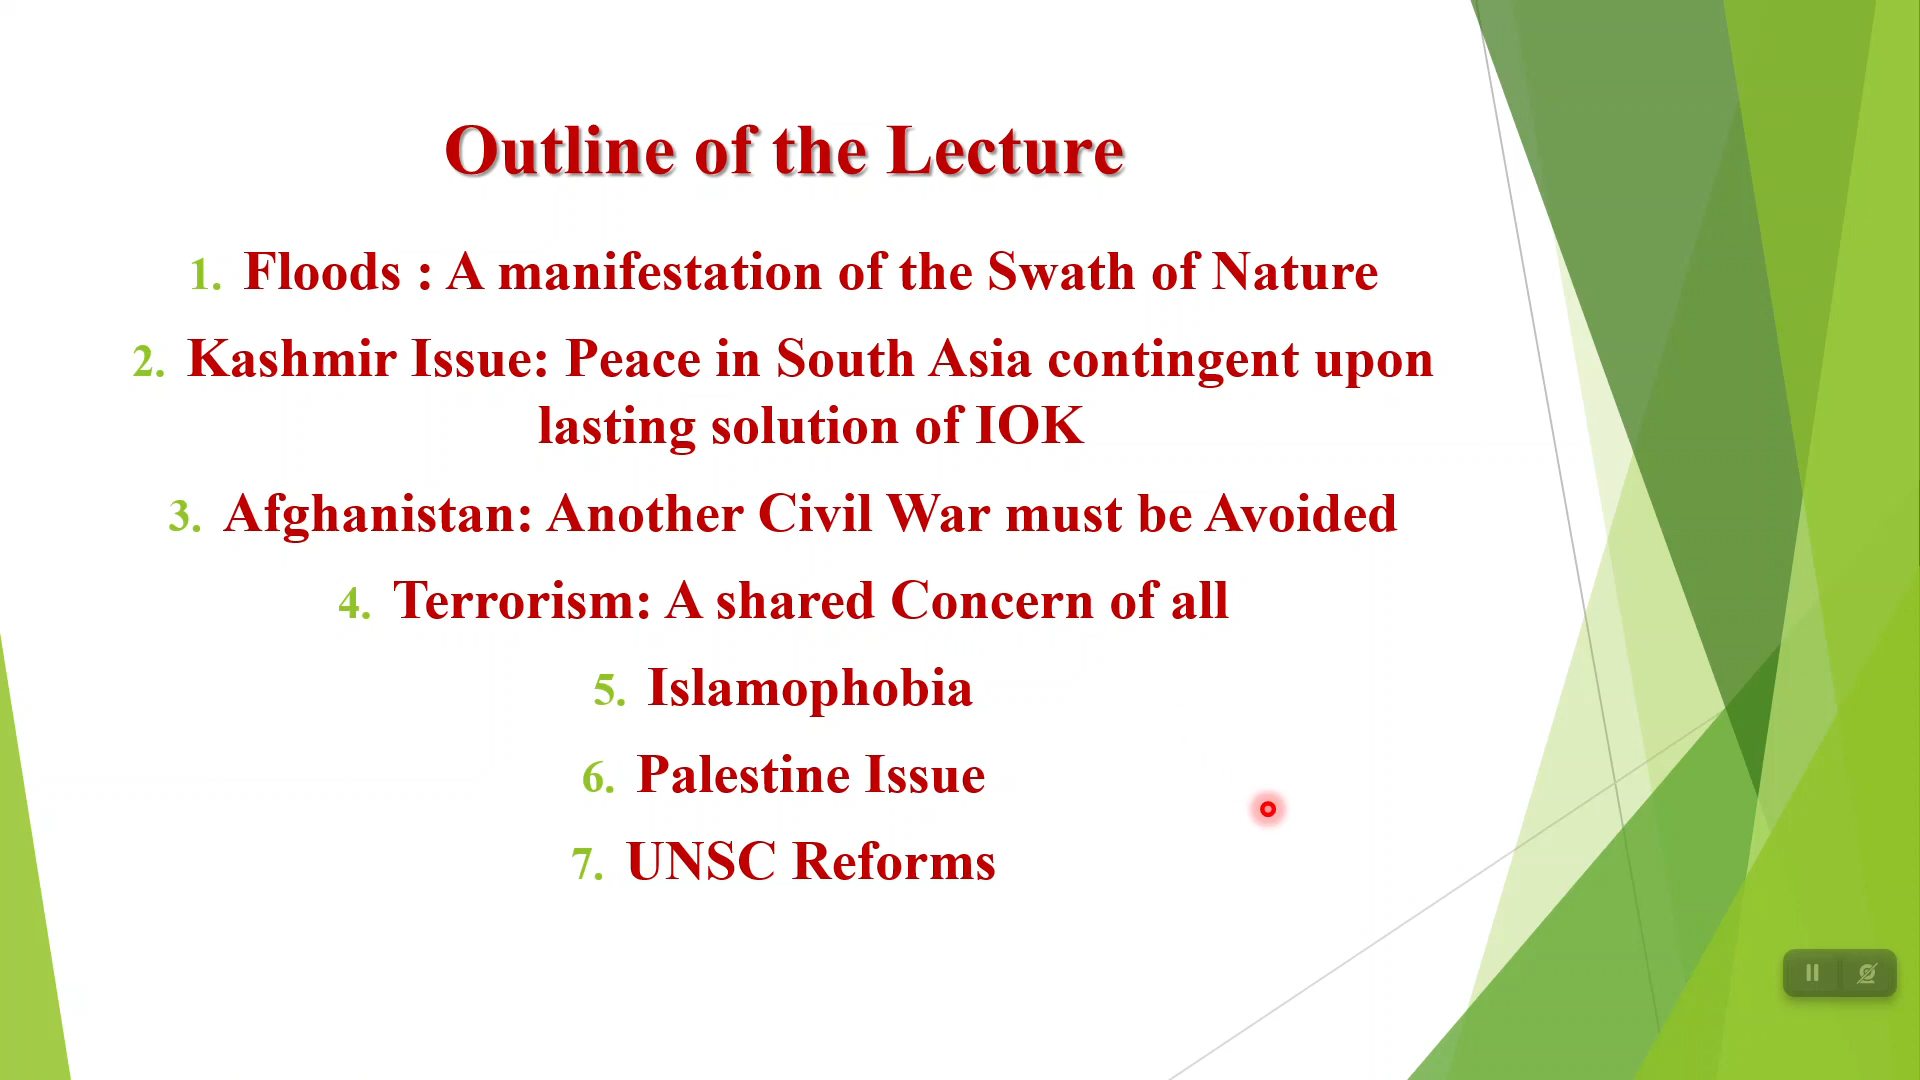 Outline of the Lecture
1. Floods : A manifestation of the Swath of Nature
2. Kashmir Issue: Peace in South Asia contingent upon
lasting solution of IOK
3. Afghanistan: Another Civil War must be Avoided
4. Terrorism: A shared Concern of all
5. Islamophobia
6. Palestine Issue
7. UNSC Reforms